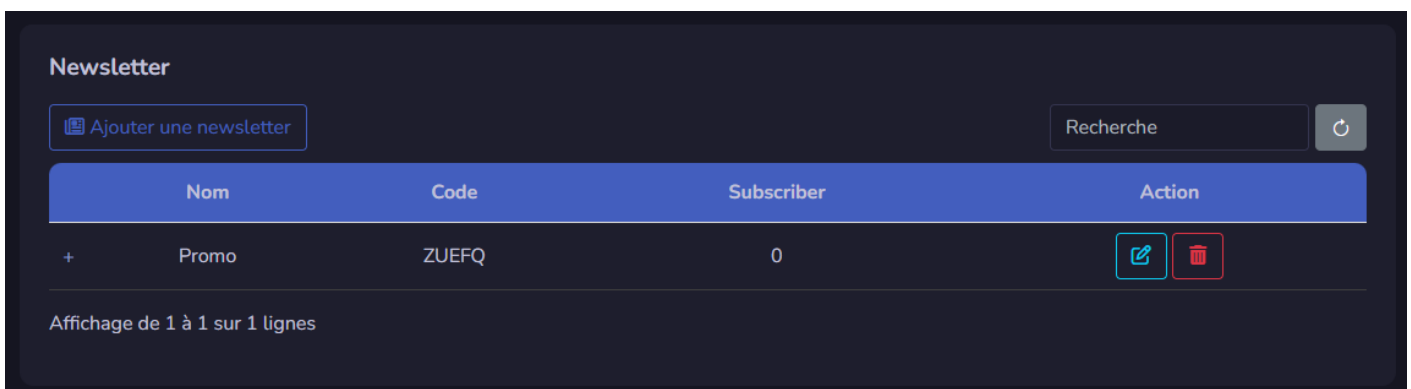 Newsletter
Ajouter une newsletter
Recherche
Nom Code Subscriber Action
+ Promo ZUEFQ 0
Affichage de 1 à 1 sur 1 lignes